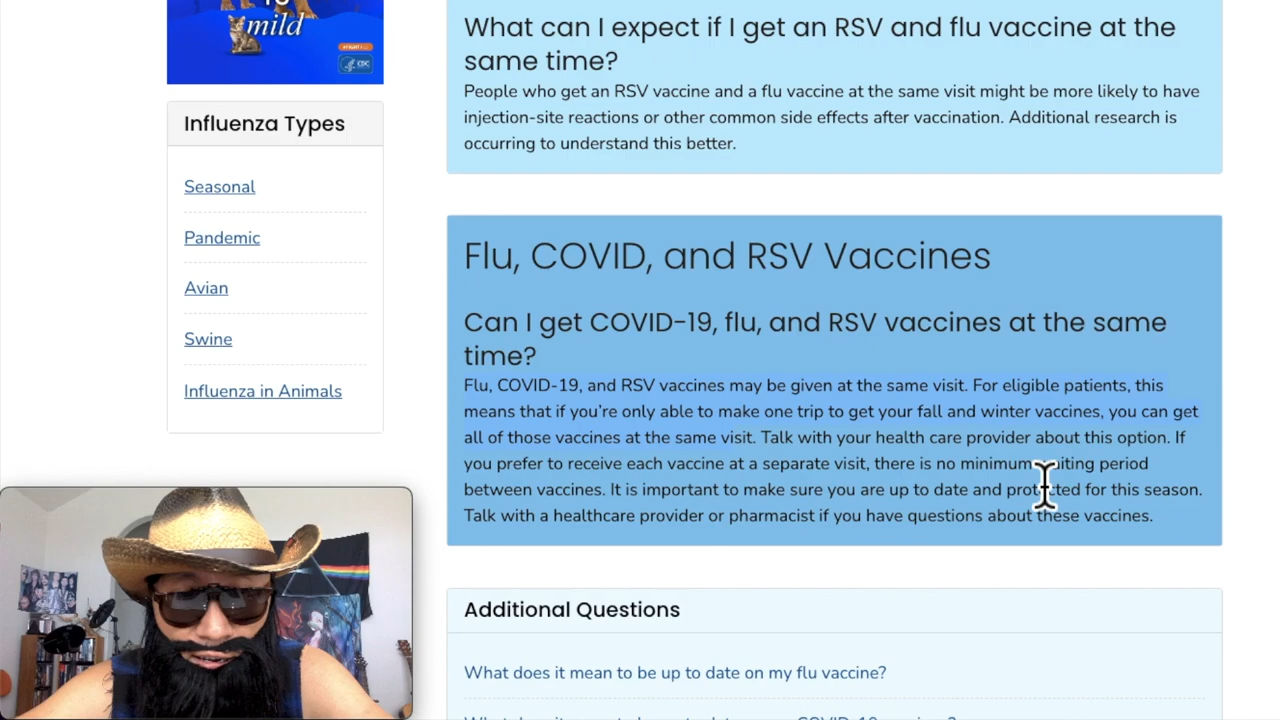 mild
CDC
Influenza Types
Seasonal
Pandemic
Avian
Swine
Influenza in Animals
What can I expect if I get an RSV and flu vaccine at the
same time?
People who get an RSV vaccine and a flu vaccine at the same visit might be more likely to have
injection-site reactions or other common side effects after vaccination. Additional research is
occurring to understand this better.
Flu, COVID, and RSV Vaccines
Can I get COVID-19, flu, and RSV vaccines at the same
time?
Flu, COVID-19, and RSV vaccines may be given at the same visit. For eligible patients, this
means that if you’re only able to make one trip to get your fall and winter vaccines, you can get
all of those vaccines at the same visit. Talk with your health care provider about this option. If
you prefer to receive each vaccine at a separate visit, there is no minimum waiting period
between vaccines. It is important to make sure you are up to date and protected for this season.
Talk with a healthcare provider or pharmacist if you have questions about these vaccines.
Additional Questions
What does it mean to be up to date on my flu vaccine?